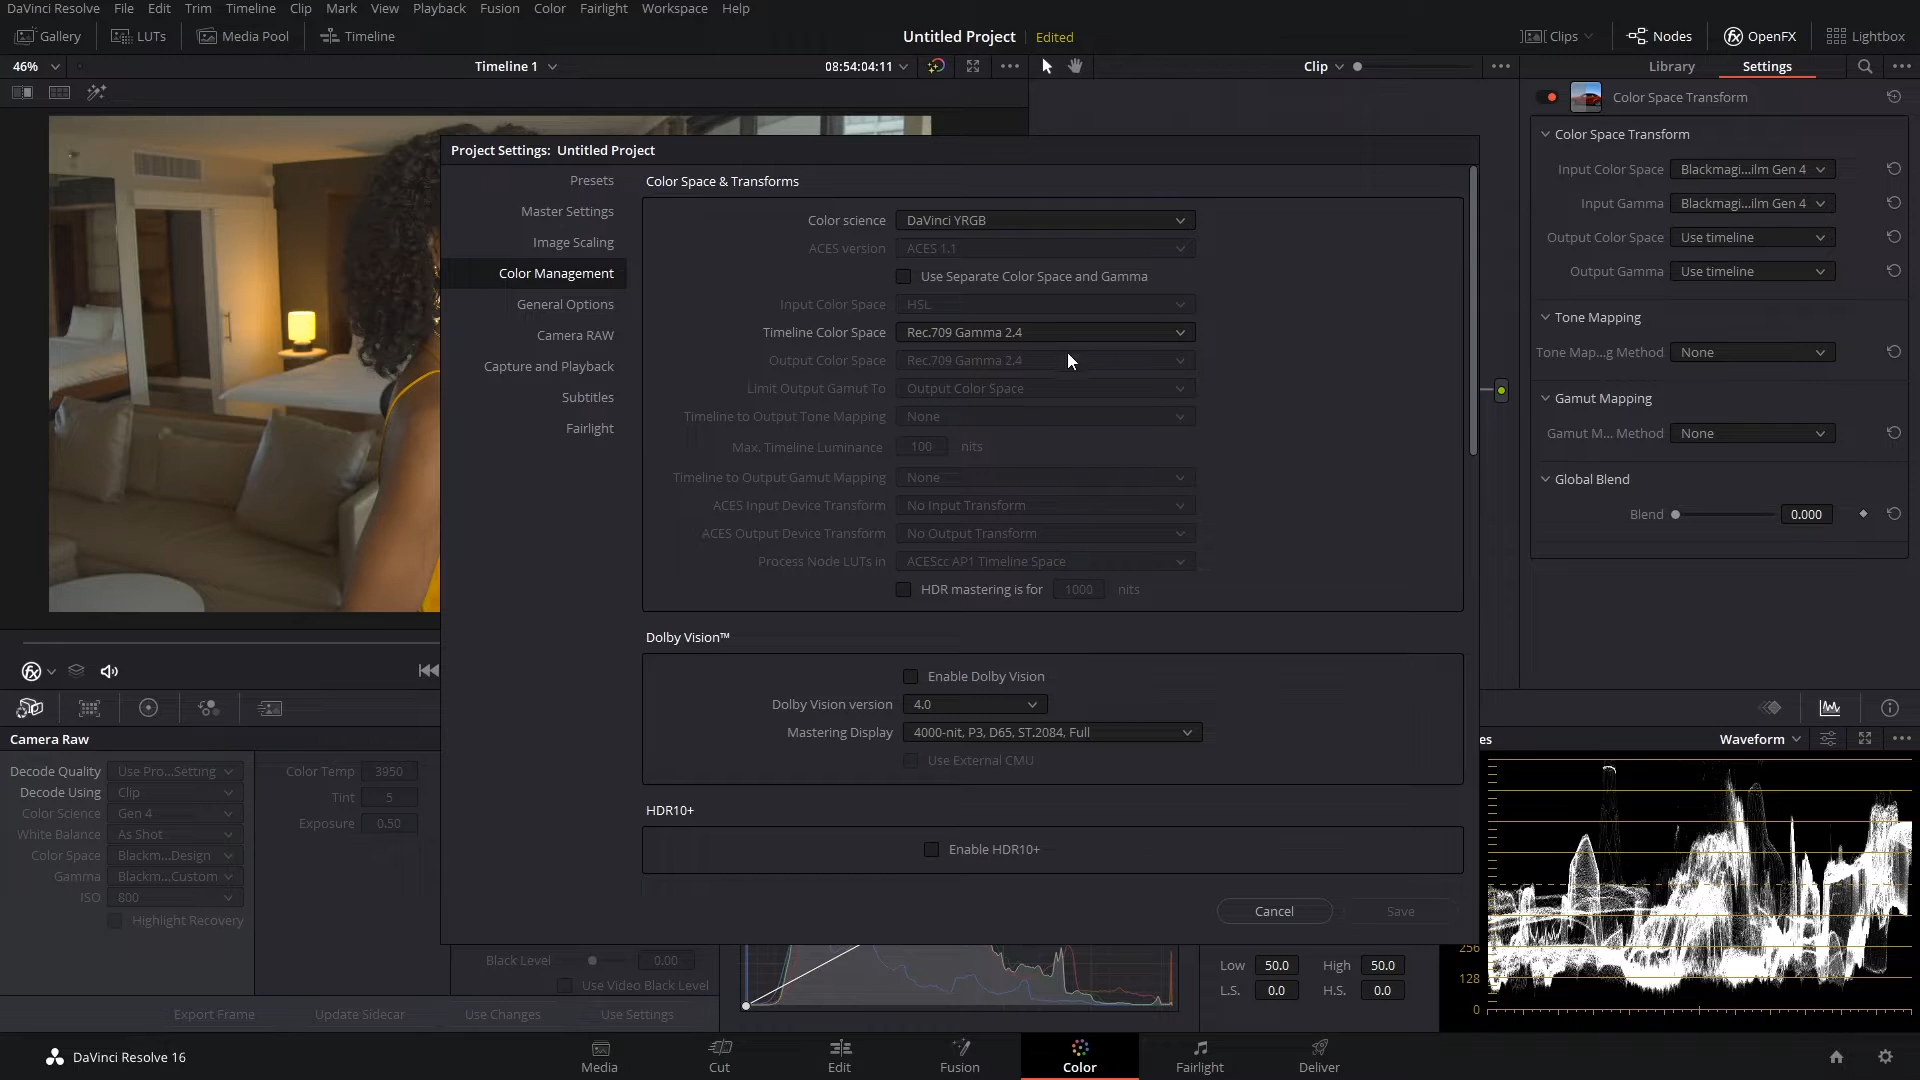 DaVinci Resolve File Edit Trim Timeline Clip Mark View Playback Fusion Color Fairlight Workspace Help
Gallery LUTs Media Pool Timeline Untitled Project Edited Clips Nodes OpenFX Lightbox
46% Timeline 1 08:54:04:11 Clip Library Settings
Color Space Transform
Color Space Transform
Input Color Space Blackmagi...ilm Gen 4
Input Gamma Blackmagi...ilm Gen 4
Output Color Space Use timeline
Output Gamma Use timeline
Tone Mapping
Tone Map...g Method None
Gamut Mapping
Gamut M... Method None
Global Blend
Blend 0.000
Project Settings: Untitled Project
Presets
Master Settings
Image Scaling
Color Management
General Options
Camera RAW
Capture and Playback
Subtitles
Fairlight
Color Space & Transforms
Color science DaVinci YRGB
ACES version ACES 1.1
Use Separate Color Space and Gamma
Input Color Space HSL
Timeline Color Space Rec.709 Gamma 2.4
Output Color Space Rec.709 Gamma 2.4
Limit Output Gamut To Output Color Space
Timeline to Output Tone Mapping None
Max. Timeline Luminance 100 nits
Timeline to Output Gamut Mapping None
ACES Input Device Transform No Input Transform
ACES Output Device Transform No Output Transform
Process Node LUTs in ACEScc AP1 Timeline Space
HDR mastering is for 1000 nits
Dolby Vision™
Enable Dolby Vision
Dolby Vision version 4.0
Mastering Display 4000-nit, P3, D65, ST.2084, Full
Use External CMU
HDR10+
Enable HDR10+
Cancel Save
Camera Raw
Decode Quality Use Pro...Setting Color Temp 3950
Decode Using Clip Tint 5
Color Science Gen 4 Exposure 0.50
White Balance As Shot
Color Space Blackm...Design
Gamma Blackm...Custom
ISO 800
Highlight Recovery
Black Level 0.00
Use Video Black Level
Export Frame Update Sidecar Use Changes Use Settings
Low 50.0 High 50.0
L.S. 0.0 H.S. 0.0
es Waveform
256
128
0
DaVinci Resolve 16 Media Cut Edit Fusion Color Fairlight Deliver